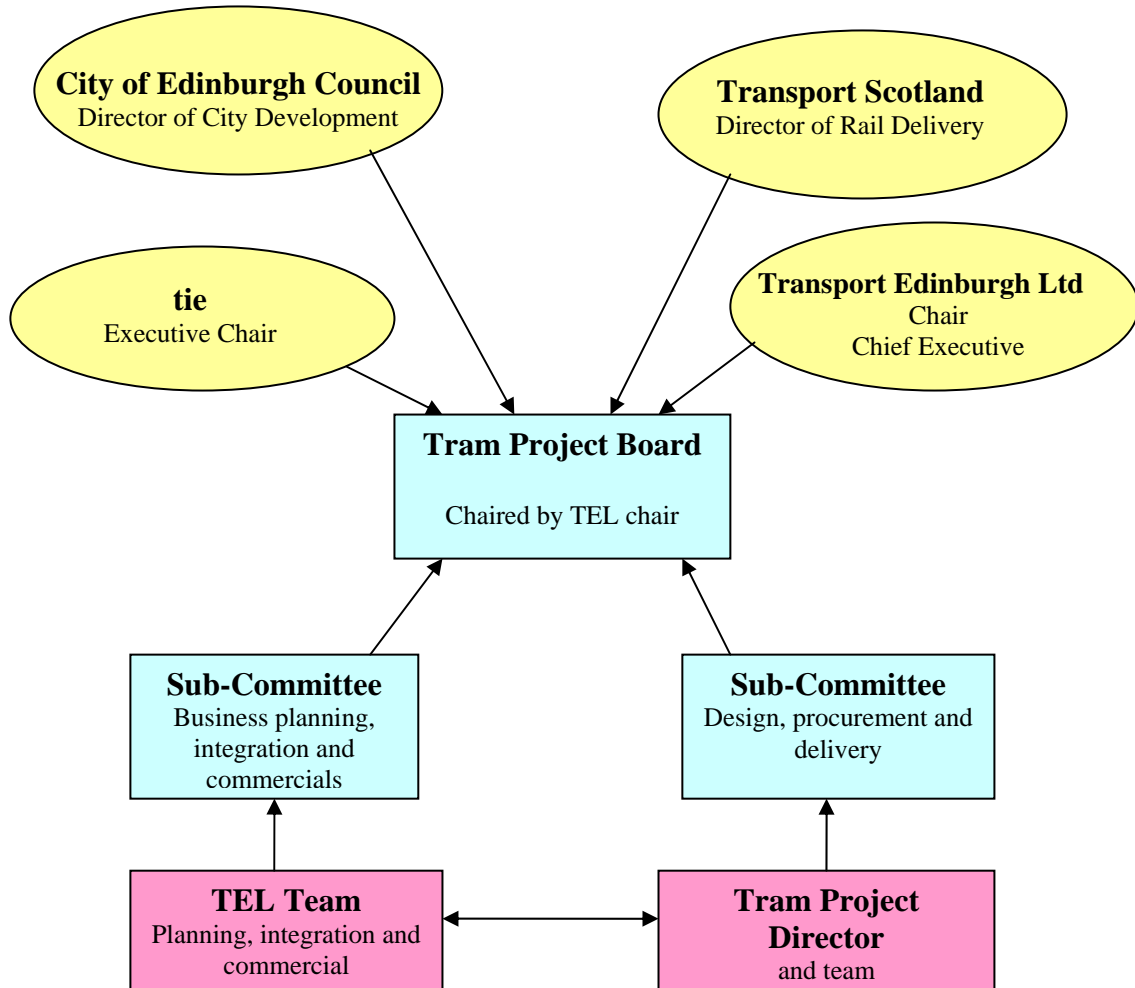 City of Edinburgh Council
Director of City Development
Transport Scotland
Director of Rail Delivery
tie
Executive Chair
Transport Edinburgh Ltd
Chair
Chief Executive
Tram Project Board
Chaired by TEL chair
Sub-Committee
Business planning,
integration and
commercials
Sub-Committee
Design, procurement and
delivery
TEL Team
Planning, integration and
commercial
Tram Project
Director
and team